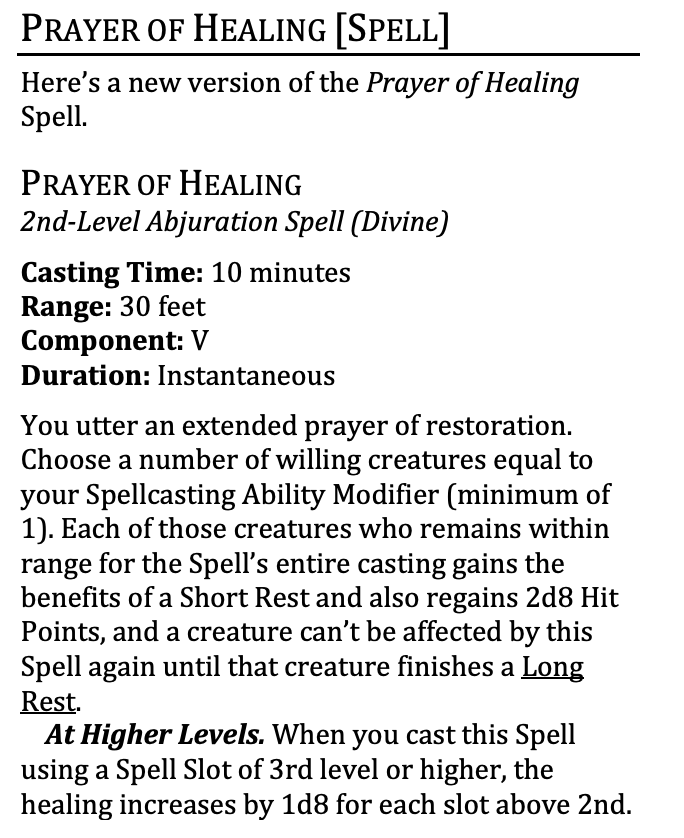 PRAYER OF HEALING [SPELL]
Here’s a new version of the Prayer of Healing
Spell.
PRAYER OF HEALING
2nd-Level Abjuration Spell (Divine)
Casting Time: 10 minutes
Range: 30 feet
Component: V
Duration: Instantaneous
You utter an extended prayer of restoration.
Choose a number of willing creatures equal to
your Spellcasting Ability Modifier (minimum of
1). Each of those creatures who remains within
range for the Spell’s entire casting gains the
benefits of a Short Rest and also regains 2d8 Hit
Points, and a creature can’t be affected by this
Spell again until that creature finishes a Long
Rest.
At Higher Levels. When you cast this Spell
using a Spell Slot of 3rd level or higher, the
healing increases by 1d8 for each slot above 2nd.